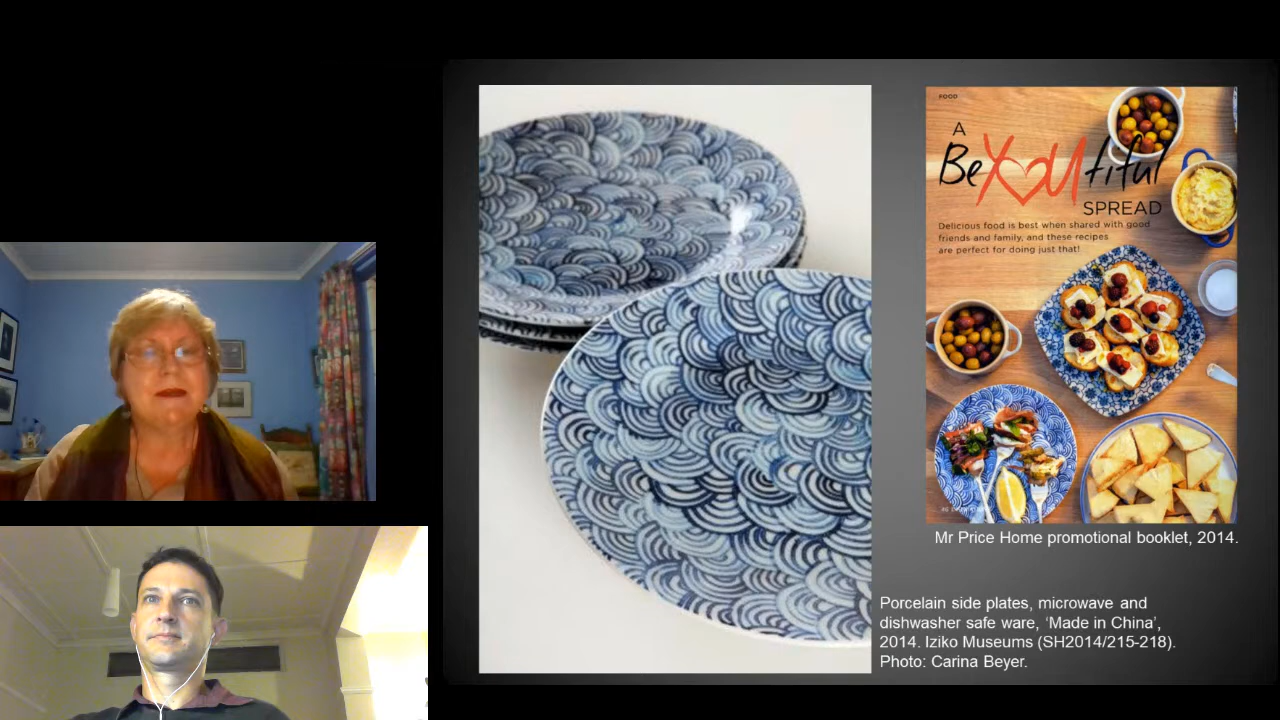 FOOD
A
BeYOUtiful
SPREAD
Delicious food is best when shared with good
friends and family, and these recipes
are perfect for doing just that!
Mr Price Home promotional booklet, 2014.
Porcelain side plates, microwave and
dishwasher safe ware, ‘Made in China’,
2014. Iziko Museums (SH2014/215-218).
Photo: Carina Beyer.